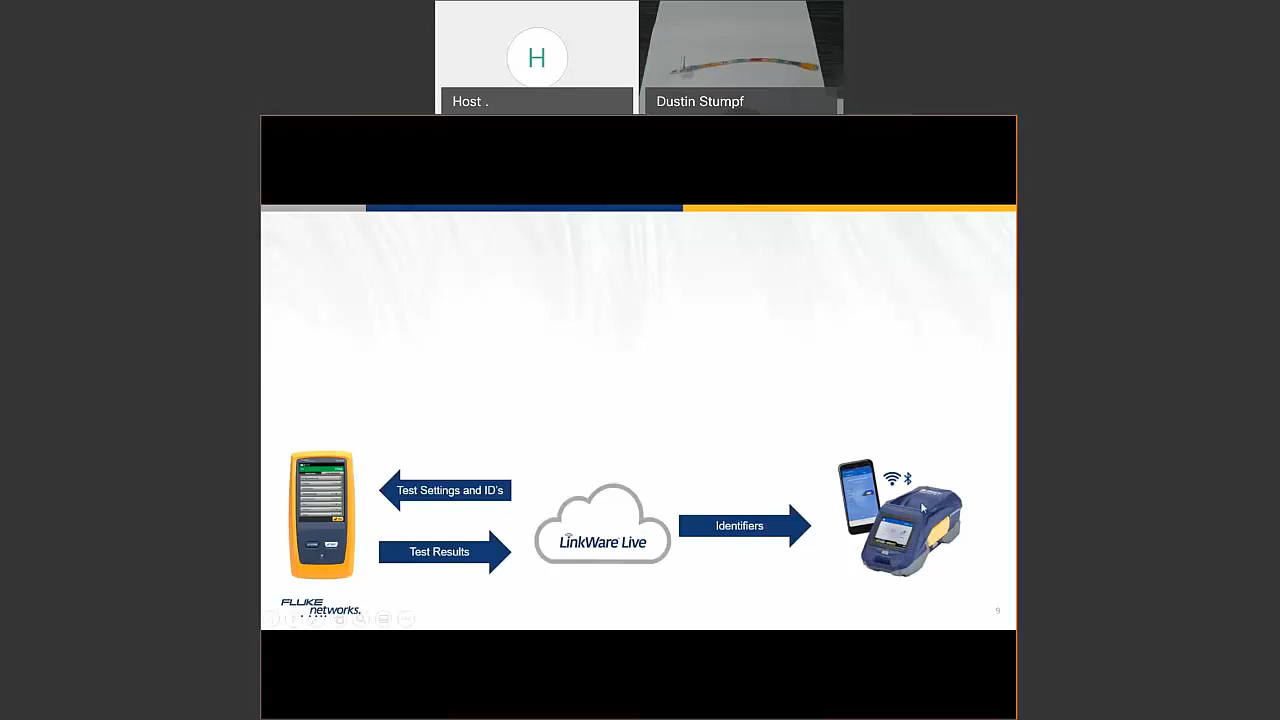 H
Host .
Dustin Stumpf
Test Settings and ID's
Test Results
LinkWare Live
Identifiers
FLUKE
networks.
9